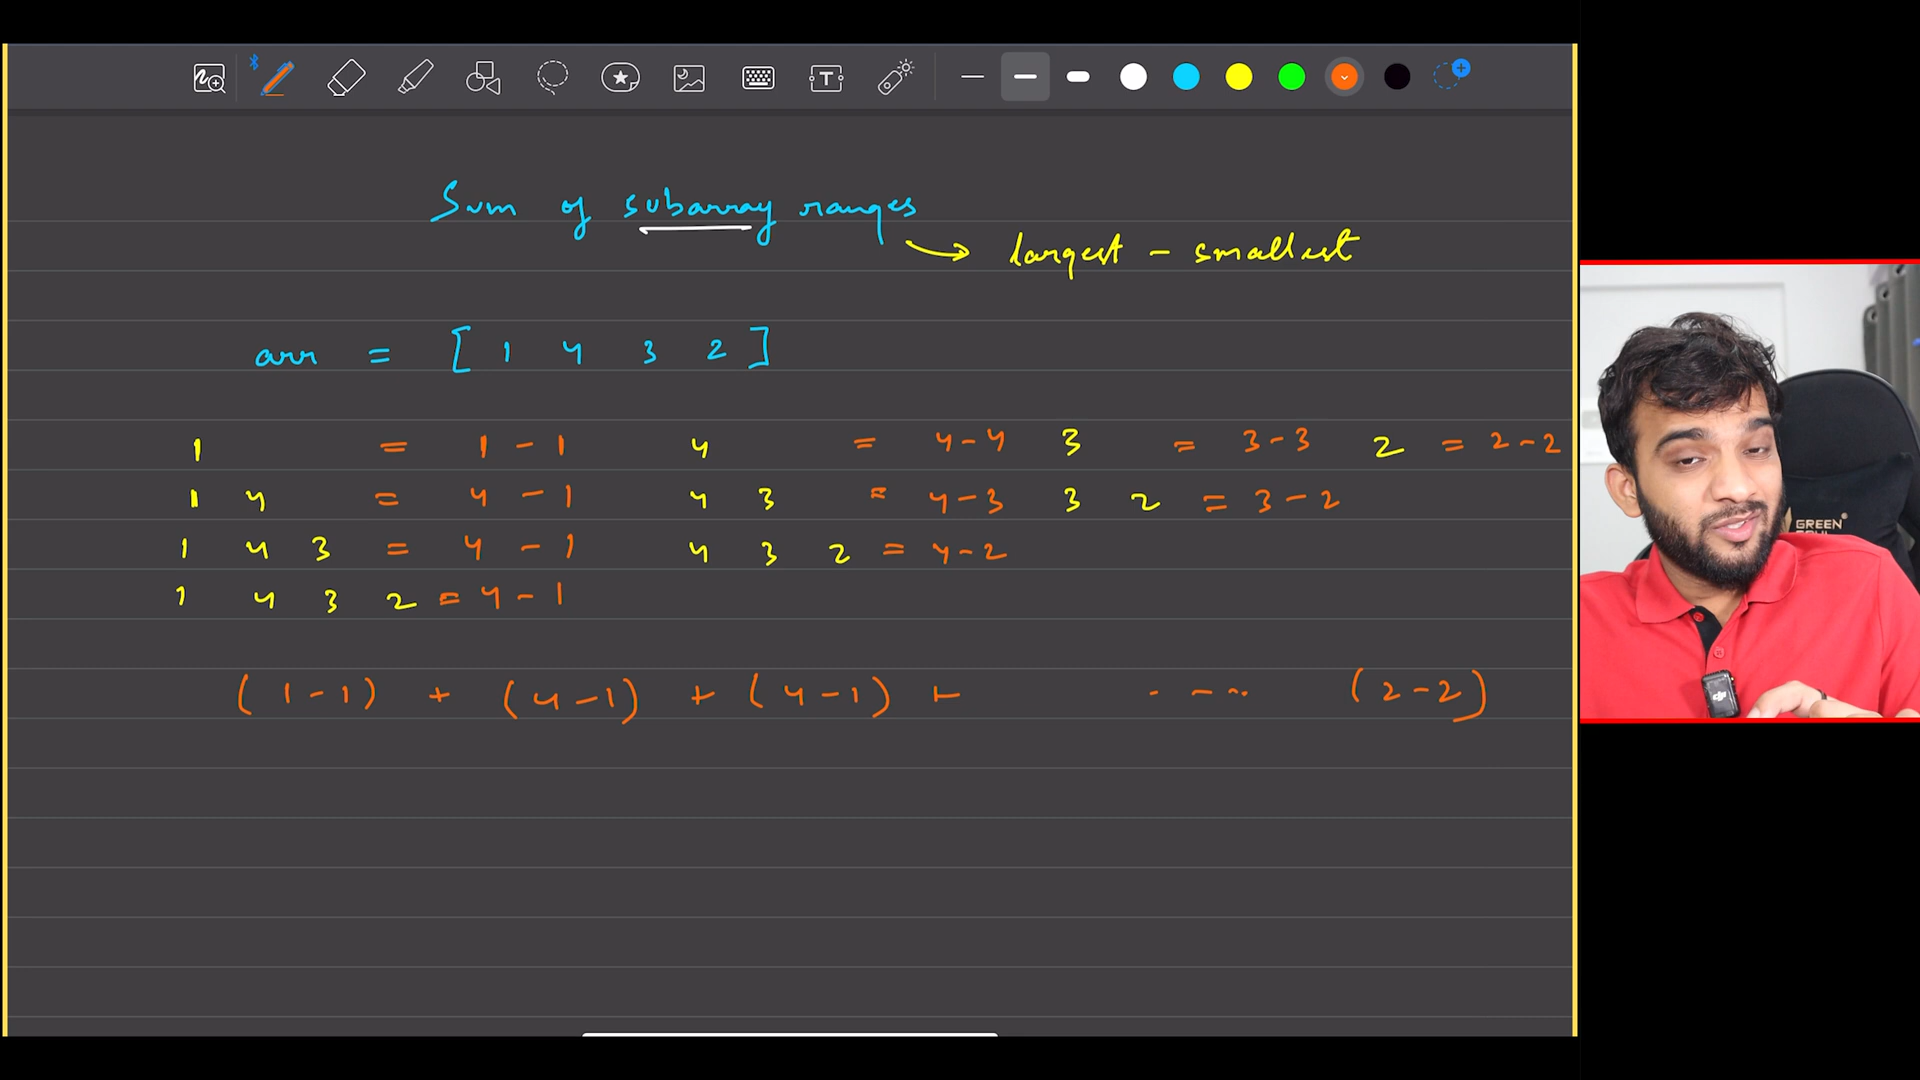 Sum of subarray ranges
largest - smallest
arr = [ 1 4 3 2 ]
1 = 1 - 1 4 = 4 - 4 3 = 3 - 3 2 = 2 - 2
1 4 = 4 - 1 4 3 = 4 - 3 3 2 = 3 - 2
1 4 3 = 4 - 1 4 3 2 = 4 - 2
1 4 3 2 = 4 - 1
( 1 - 1 ) + ( 4 - 1 ) + ( 4 - 1 ) + ---- ( 2 - 2 )
GREEN